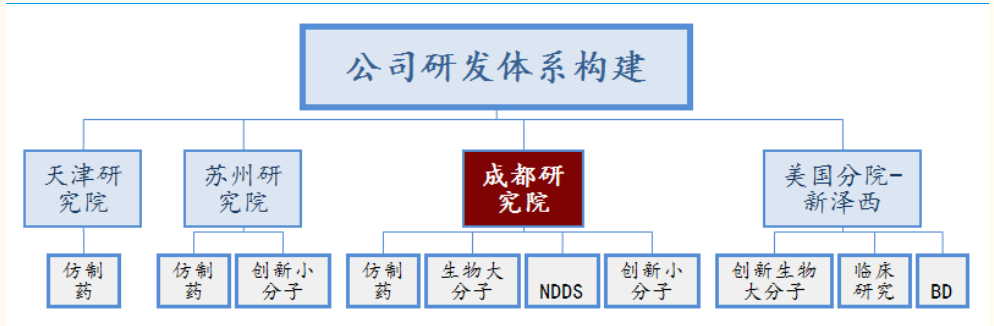 公司研发体系构建
天津研
究院
苏州研
究院
成都研
究院
美国分院-
新泽西
仿制
药
仿制
药
创新小
分子
仿制
药
生物大
分子
NDDS
创新小
分子
创新生物
大分子
临床
研究
BD